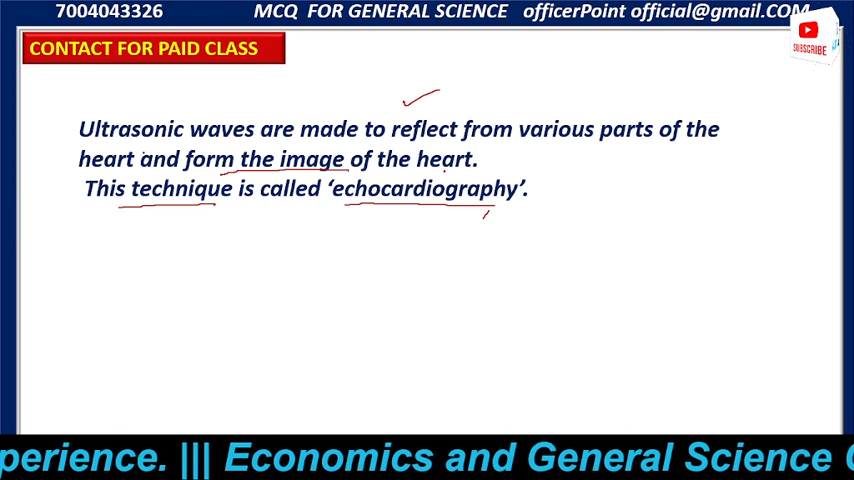 7004043326 MCQ FOR GENERAL SCIENCE officerPoint official@gmail.COM
SUBSCRIBE
CONTACT FOR PAID CLASS
Ultrasonic waves are made to reflect from various parts of the
heart and form the image of the heart.
This technique is called ‘echocardiography’.
perience. ||| Economics and General Science